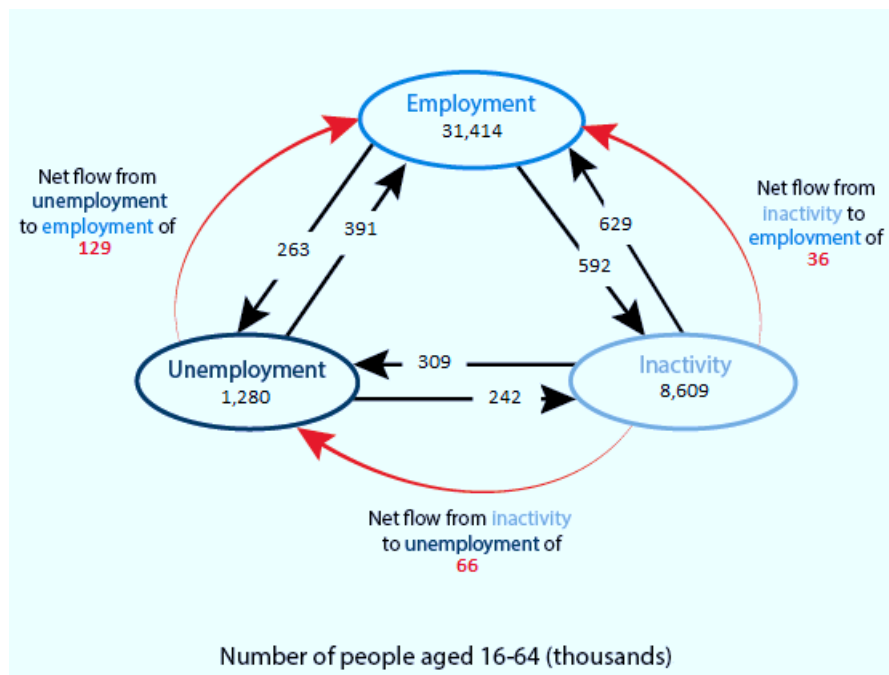 Employment
31,414
Net flow from
unemployment
to employment of
129
Net flow from
inactivity to
employment of
36
263
391
592
629
Unemployment
1,280
309
242
Inactivity
8,609
Net flow from inactivity
to unemployment of
66
Number of people aged 16-64 (thousands)